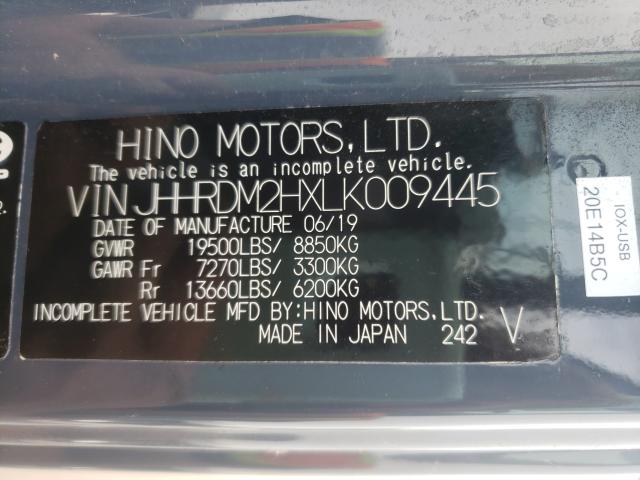 HINO MOTORS,LTD.
The vehicle is an incomplete vehicle.
VIN JHHRDM2HXLK009445
DATE OF MANUFACTURE 06/19
GVWR 19500LBS/ 8850KG
GAWR Fr 7270LBS/ 3300KG
Rr 13660LBS/ 6200KG
INCOMPLETE VEHICLE MFD BY:HINO MOTORS,LTD.
MADE IN JAPAN 242 V
IOX-USB
20E14B5C